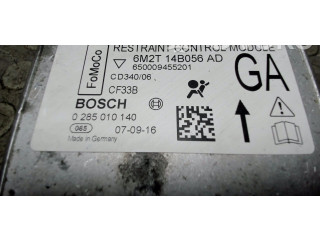 FoMoCo
RESTRAINT CONTROL MODULE
6M2T 14B056 AD
650009455201
CD340/06
CF33B
GA
BOSCH
0 285 010 140
065 07-09-16
Made in Germany